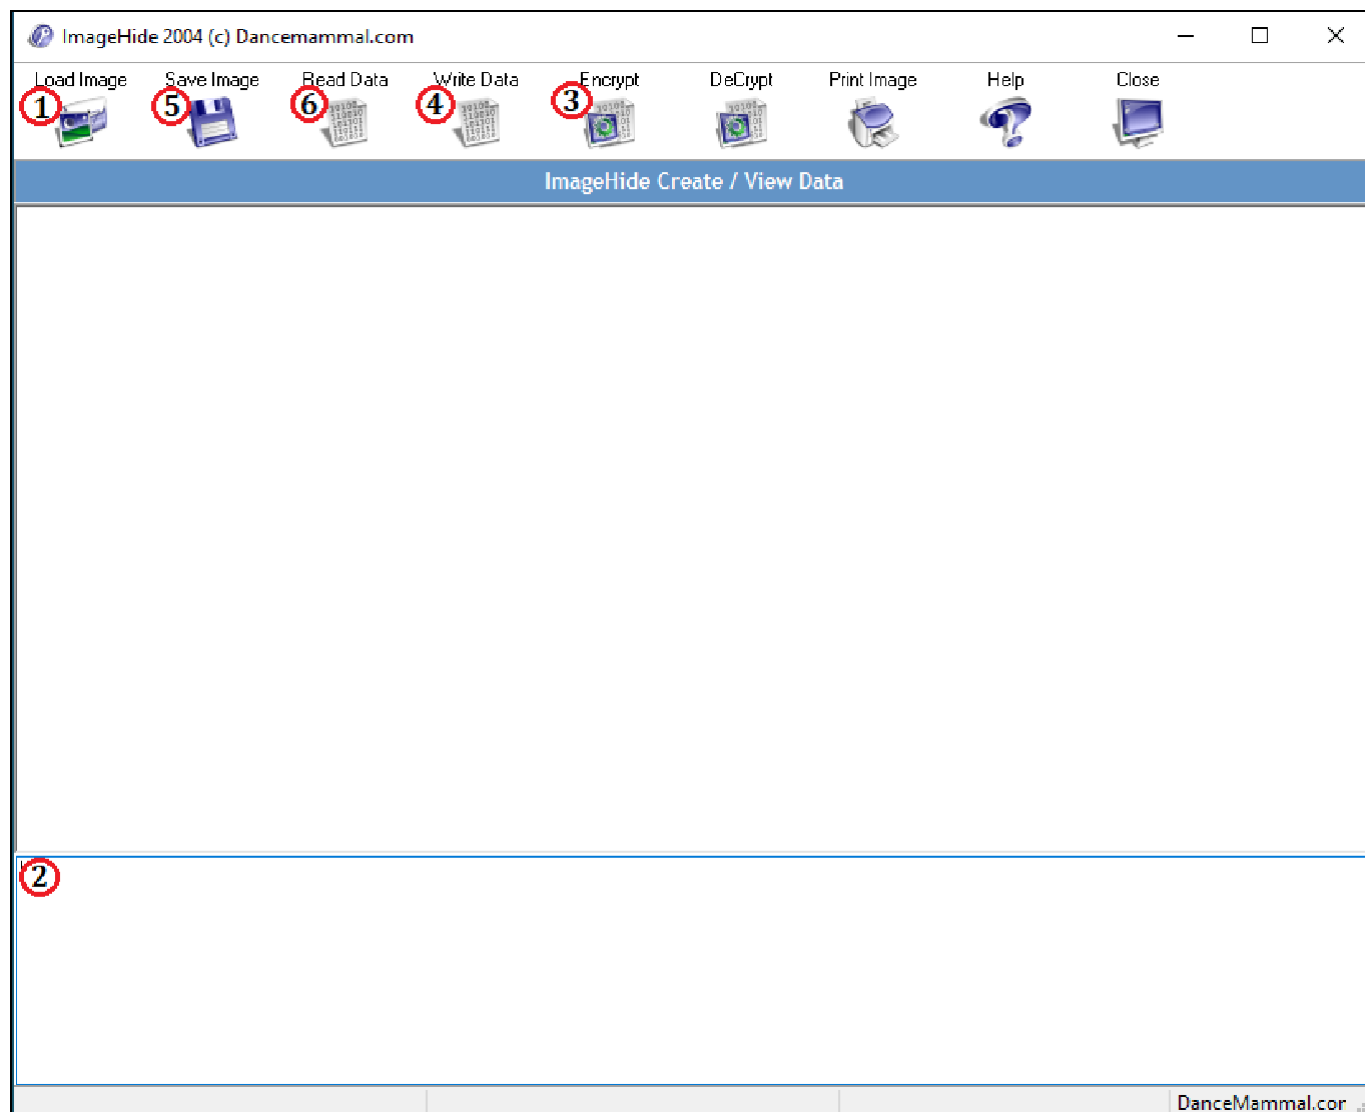 ImageHide 2004 (c) Dancemammal.com
Load Image Save Image Read Data Write Data Encrypt DeCrypt Print Image Help Close
1 5 6 4 3
ImageHide Create / View Data
2
DanceMammal.cor